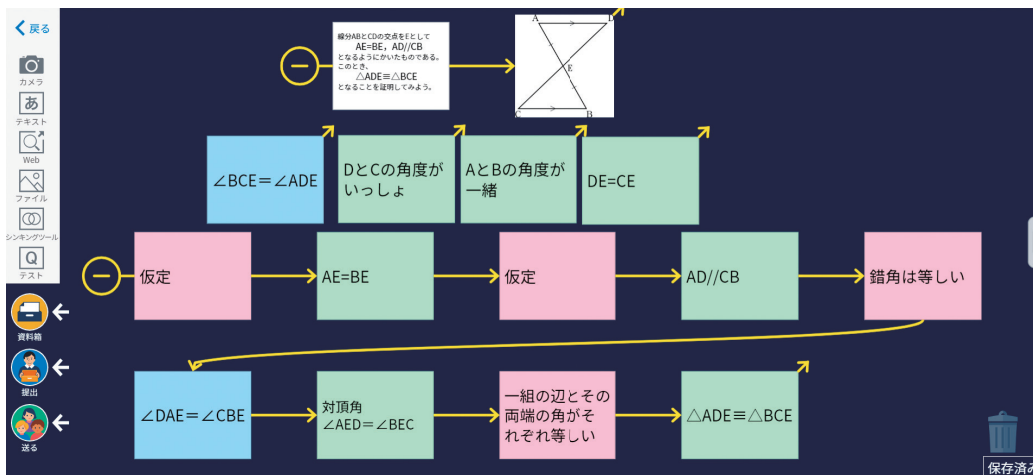 戻る
カメラ
あ
テキスト
Web
ファイル
シンキングツール
Q
テスト
資料箱
提出
送る
線分ABとCDの交点をEとして
AE=BE，AD//CB
となるようにかいたものである。
このとき、
△ADE≡△BCE
となることを証明してみよう。
A
D
E
C
B
∠BCE＝∠ADE
DとCの角度が
いっしょ
AとBの角度が
一緒
DE=CE
仮定
AE=BE
仮定
AD//CB
錯角は等しい
∠DAE＝∠CBE
対頂角
∠AED＝∠BEC
一組の辺とその
両端の角がそ
れぞれ等しい
△ADE≡△BCE
保存済の